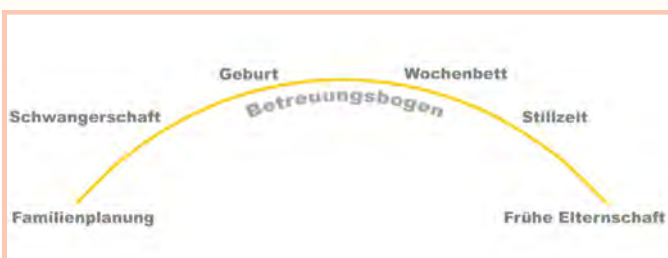 Geburt
Wochenbett
Betreuungsbogen
Schwangerschaft
Stillzeit
Familienplanung
Frühe Elternschaft